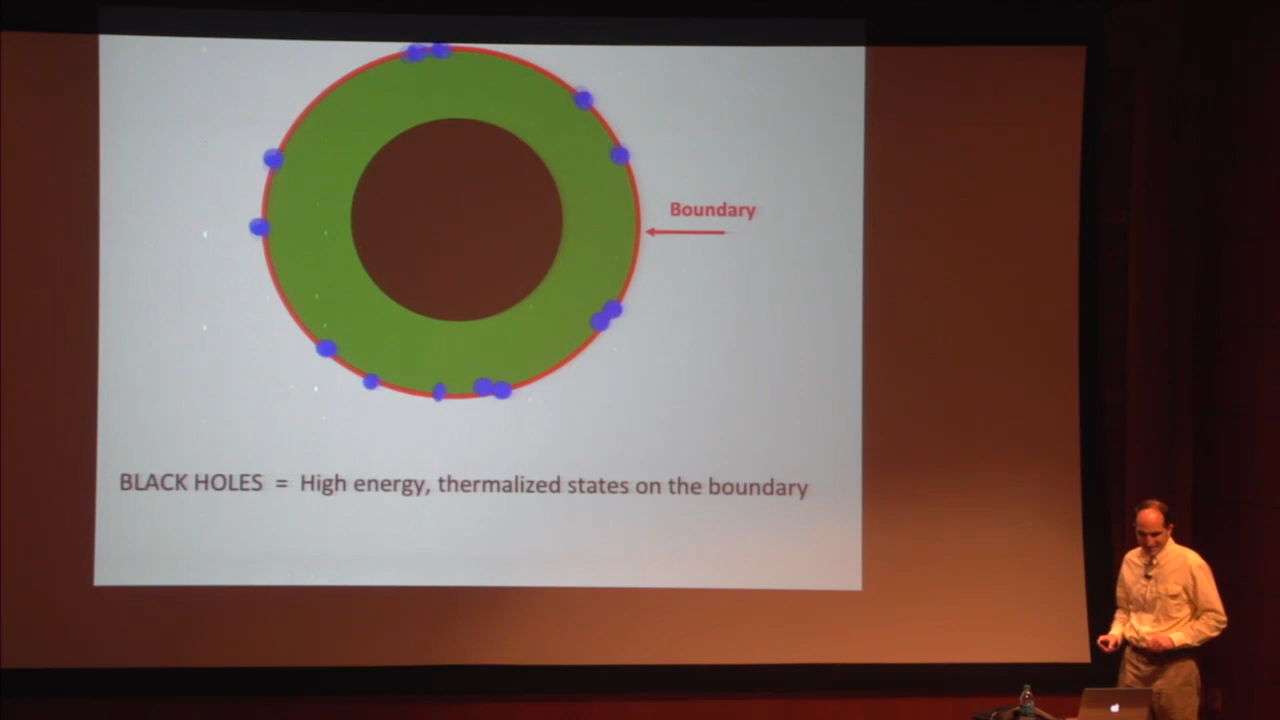 Boundary
BLACK HOLES = High energy, thermalized states on the boundary